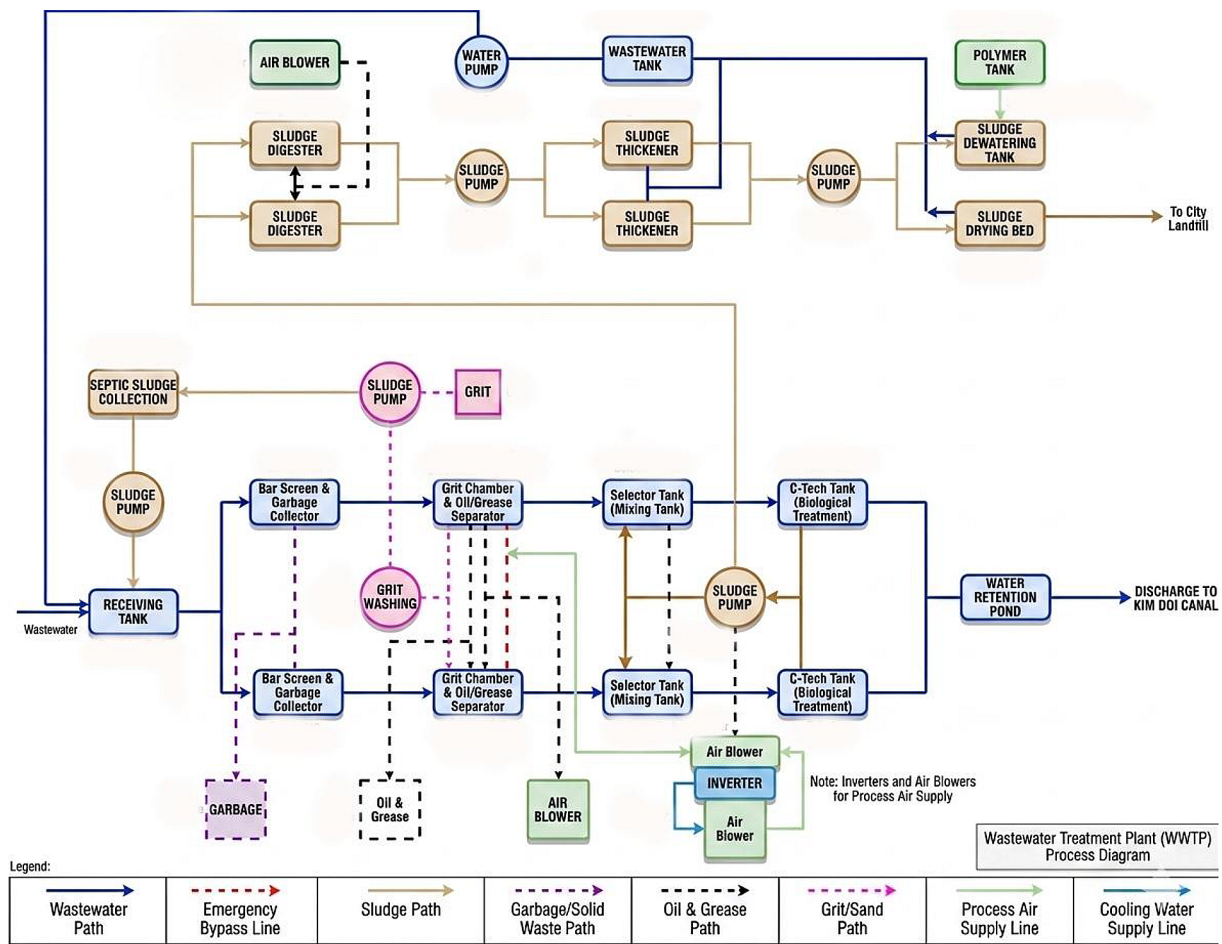 AIR BLOWER
WATER
PUMP
WASTEWATER
TANK
POLYMER
TANK
SLUDGE
DIGESTER
SLUDGE
THICKENER
SLUDGE
DEWATERING
TANK
SLUDGE
PUMP
SLUDGE
PUMP
SLUDGE
DIGESTER
SLUDGE
THICKENER
SLUDGE
DRYING BED
To City
Landfill
SEPTIC SLUDGE
COLLECTION
SLUDGE
PUMP
GRIT
SLUDGE
PUMP
Bar Screen &
Garbage
Collector
Grit Chamber
& Oil/Grease
Separator
Selector Tank
(Mixing Tank)
C-Tech Tank
(Biological
Treatment)
Wastewater
RECEIVING
TANK
GRIT
WASHING
SLUDGE
PUMP
WATER
RETENTION
POND
DISCHARGE TO
KIM DOI CANAL
Bar Screen &
Garbage
Collector
Grit Chamber
& Oil/Grease
Separator
Selector Tank
(Mixing Tank)
C-Tech Tank
(Biological
Treatment)
GARBAGE
Oil &
Grease
AIR
BLOWER
Air Blower
INVERTER
Air
Blower
Note: Inverters and Air Blowers
for Process Air Supply
Wastewater Treatment Plant (WWTP)
Process Diagram
Legend:
Wastewater
Path
Emergency
Bypass Line
Sludge Path
Garbage/Solid
Waste Path
Oil & Grease
Path
Grit/Sand
Path
Process Air
Supply Line
Cooling Water
Supply Line